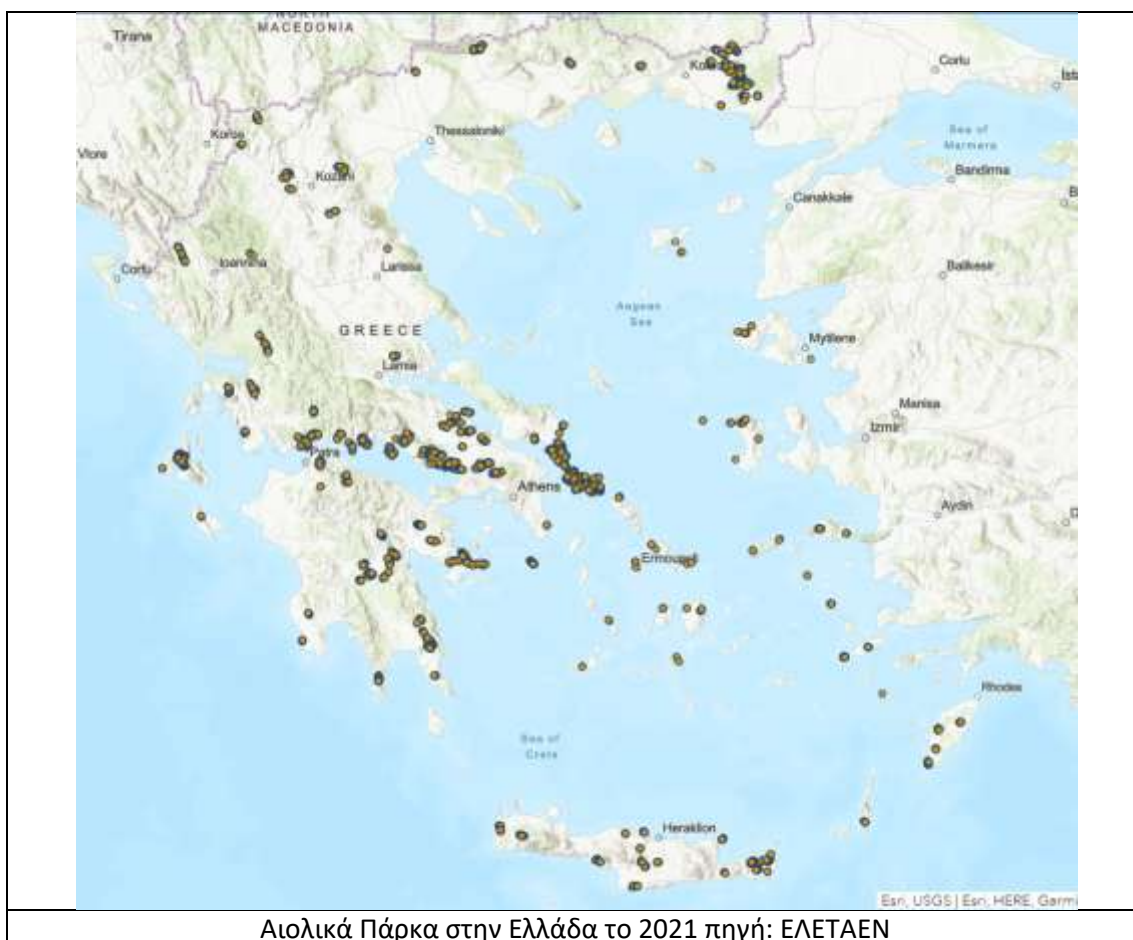 NORTH
MACEDONIA
Tirana
Corlu
Thessaloniki
Sea of
Marmara
Vlore
Bandirma
Kozani
Canakkale
Ioannina
Corfu
Larissa
Balikesir
Aegean
Sea
GREECE
Mytilene
Lamia
Manisa
Izmir
Patra
Athens
Aydin
Ermoupoli
Rhodes
Sea of
Crete
Heraklion
Esri, USGS | Esri, HERE, Garmi
Αιολικά Πάρκα στην Ελλάδα το 2021 πηγή: ΕΛΕΤΑΕΝ